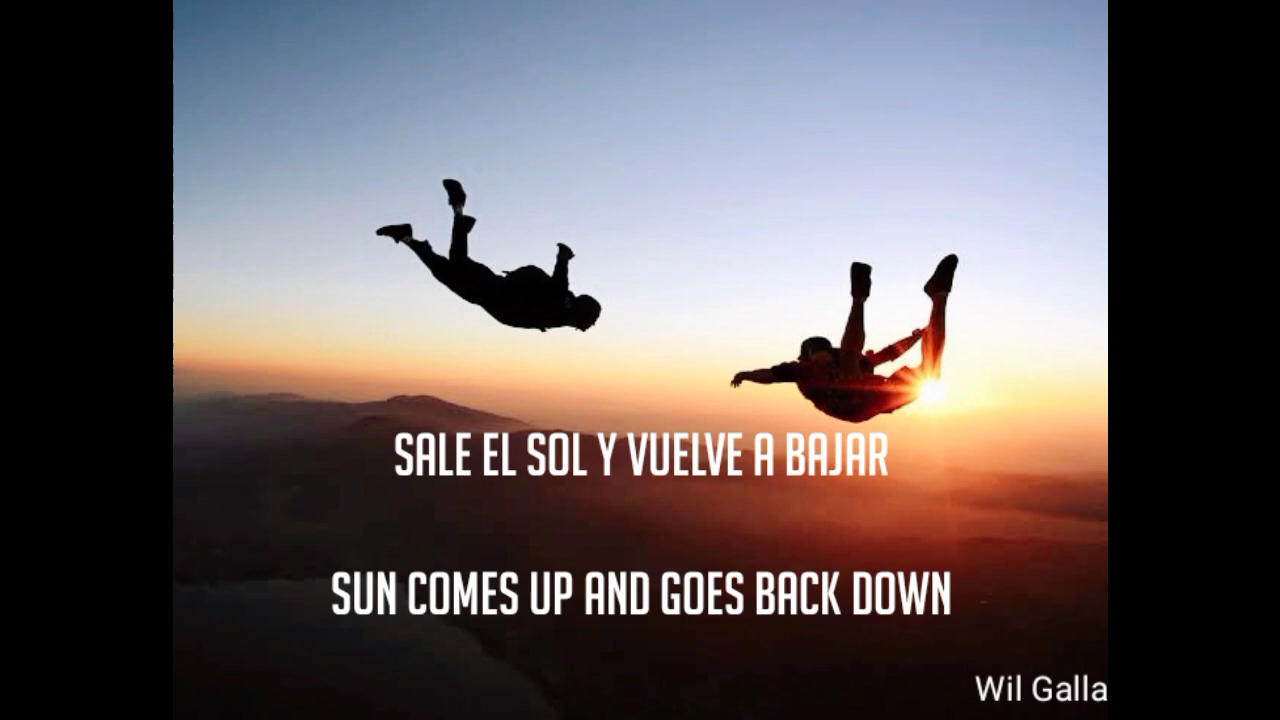 SALE EL SOL Y VUELVE A BAJAR
SUN COMES UP AND GOES BACK DOWN
Wil Galla